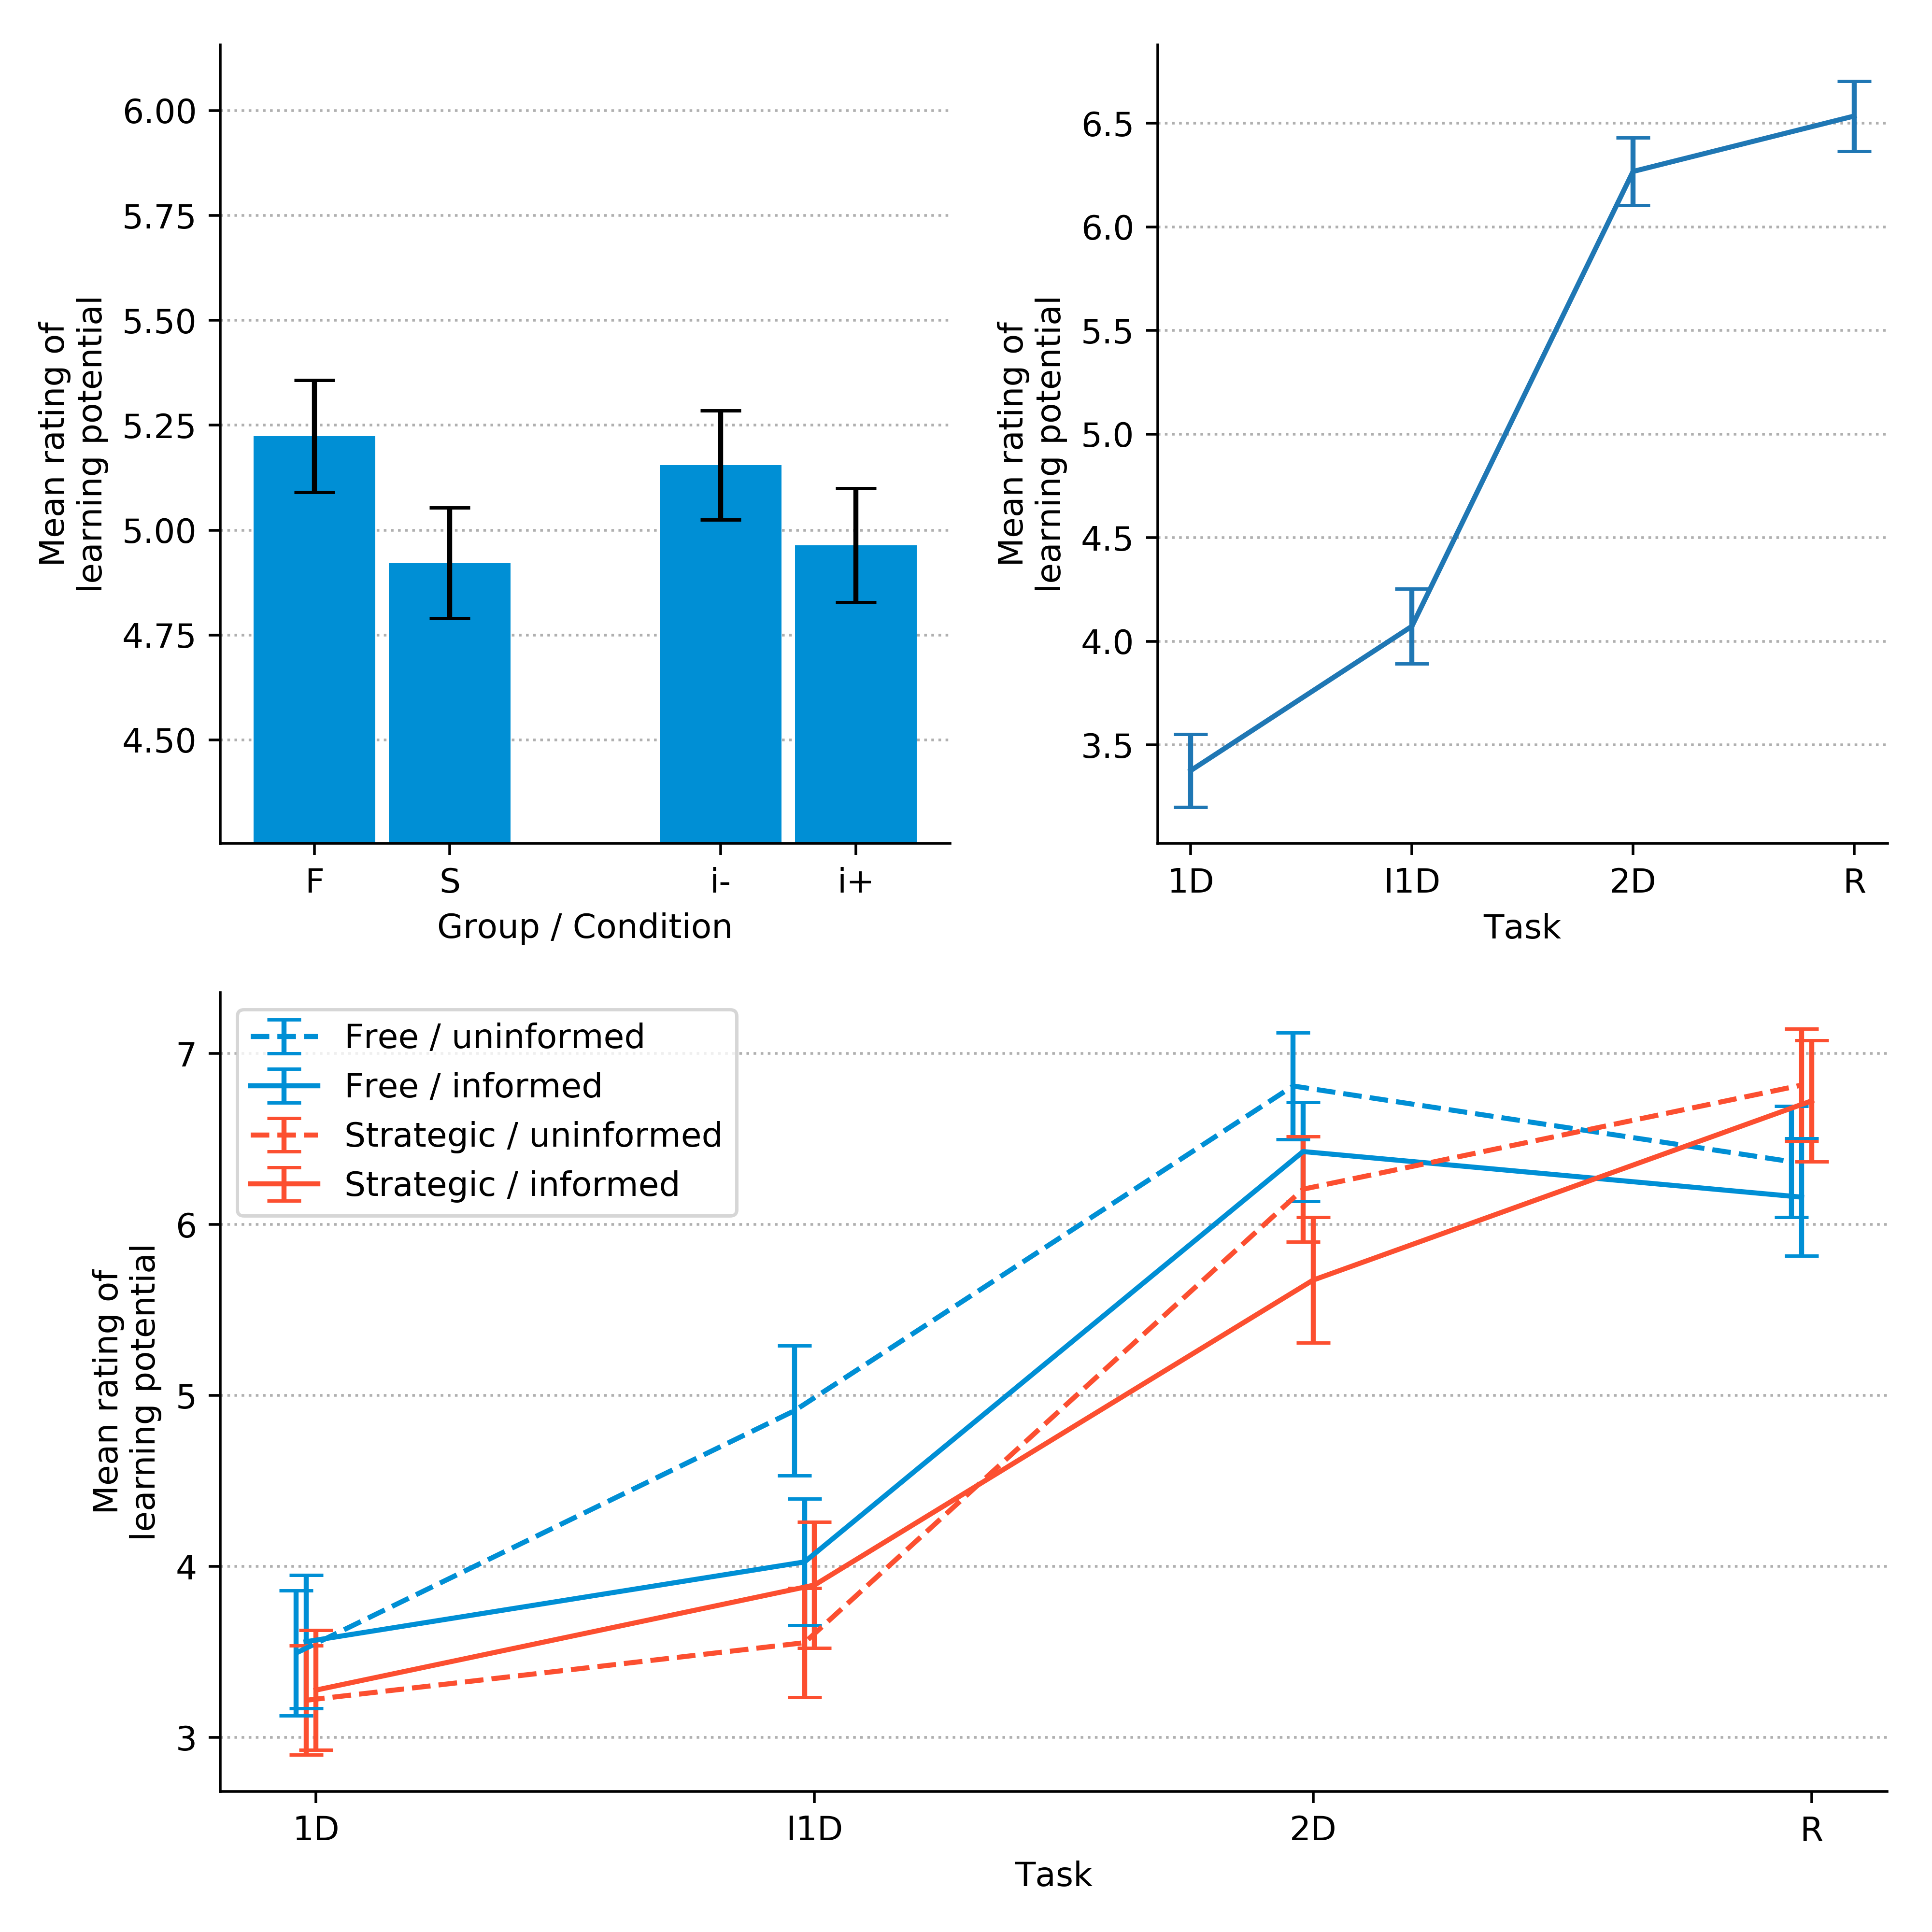 6.00
5.75
5.50
5.25
5.00
4.75
4.50
Mean rating of
learning potential
F S i- i+
Group / Condition
6.5
6.0
5.5
5.0
4.5
4.0
3.5
Mean rating of
learning potential
1D I1D 2D R
Task
Free / uninformed
Free / informed
Strategic / uninformed
Strategic / informed
7
6
5
4
3
Mean rating of
learning potential
1D I1D 2D R
Task